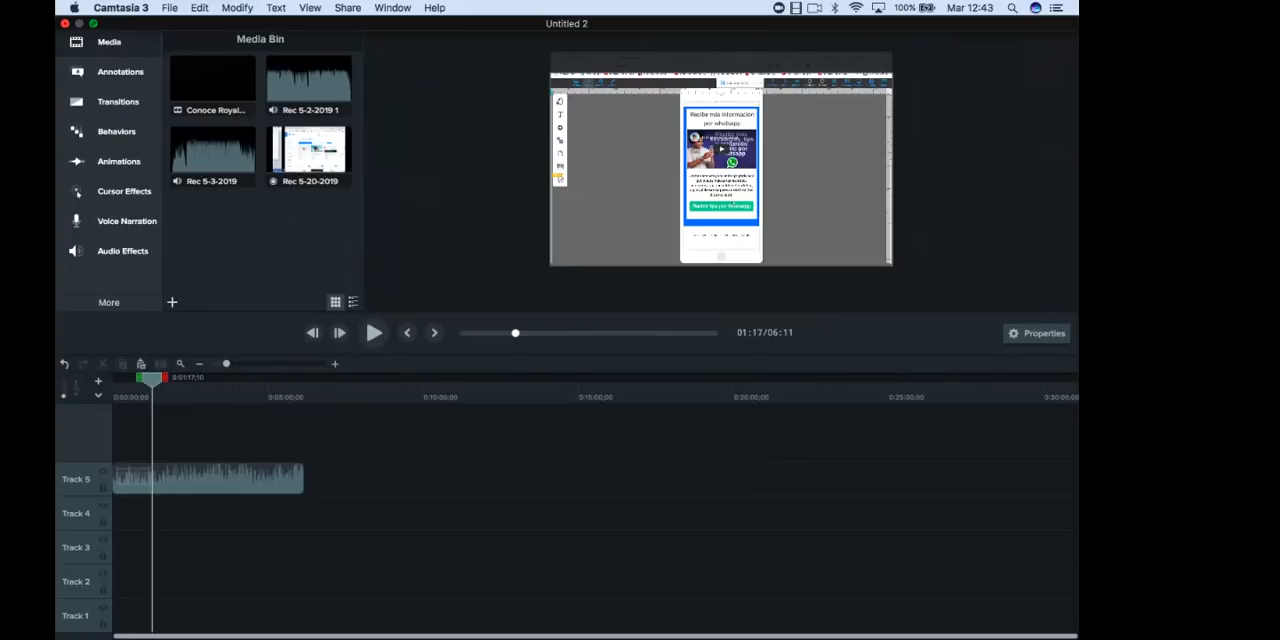 Camtasia 3 File Edit Modify Text View Share Window Help 100% Mar 12:43
Untitled 2
Media
Annotations
Transitions
Behaviors
Animations
Cursor Effects
Voice Narration
Audio Effects
More
Media Bin
Conoce Royal... Rec 5-2-2019 1
Rec 5-3-2019 Rec 5-20-2019
Recibe más información
por whatsapp
01:17/06:11
Properties
0:01:17;10
0:00:00;00 0:05:00;00 0:10:00;00 0:15:00;00 0:20:00;00 0:25:00;00 0:30:00;00
Track 5
Track 4
Track 3
Track 2
Track 1